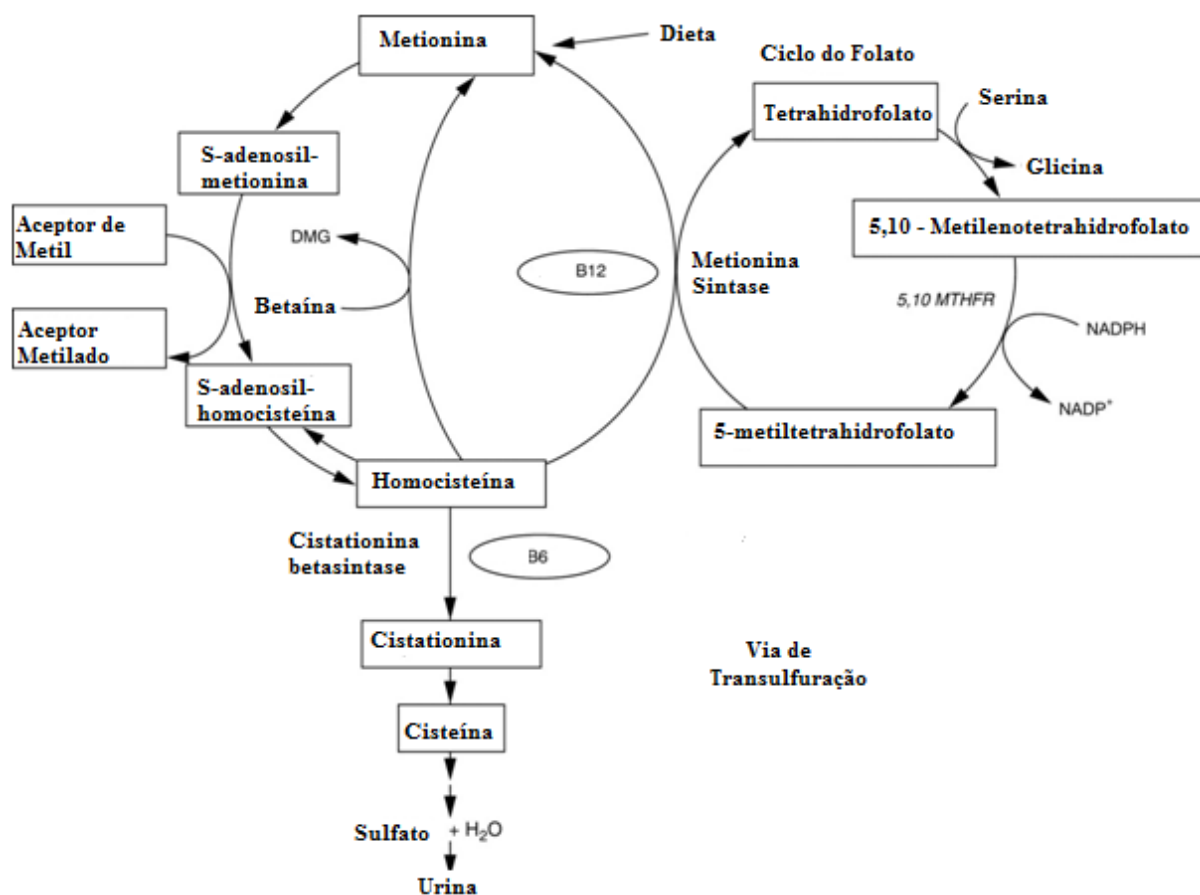 Metionina
Dieta
Ciclo do Folato
Tetrahidrofolato
Serina
Glicina
S-adenosil-
metionina
Aceptor de
Metil
5,10 - Metilenotetrahidrofolato
DMG
B12
Metionina
Sintase
Betaína
5,10 MTHFR
NADPH
Aceptor
Metilado
S-adenosil-
homocisteína
NADP+
5-metiltetrahidrofolato
Homocisteína
Cistationina
betasintase
B6
Cistationina
Via de
Transulfuração
Cisteína
Sulfato + H2O
Urina